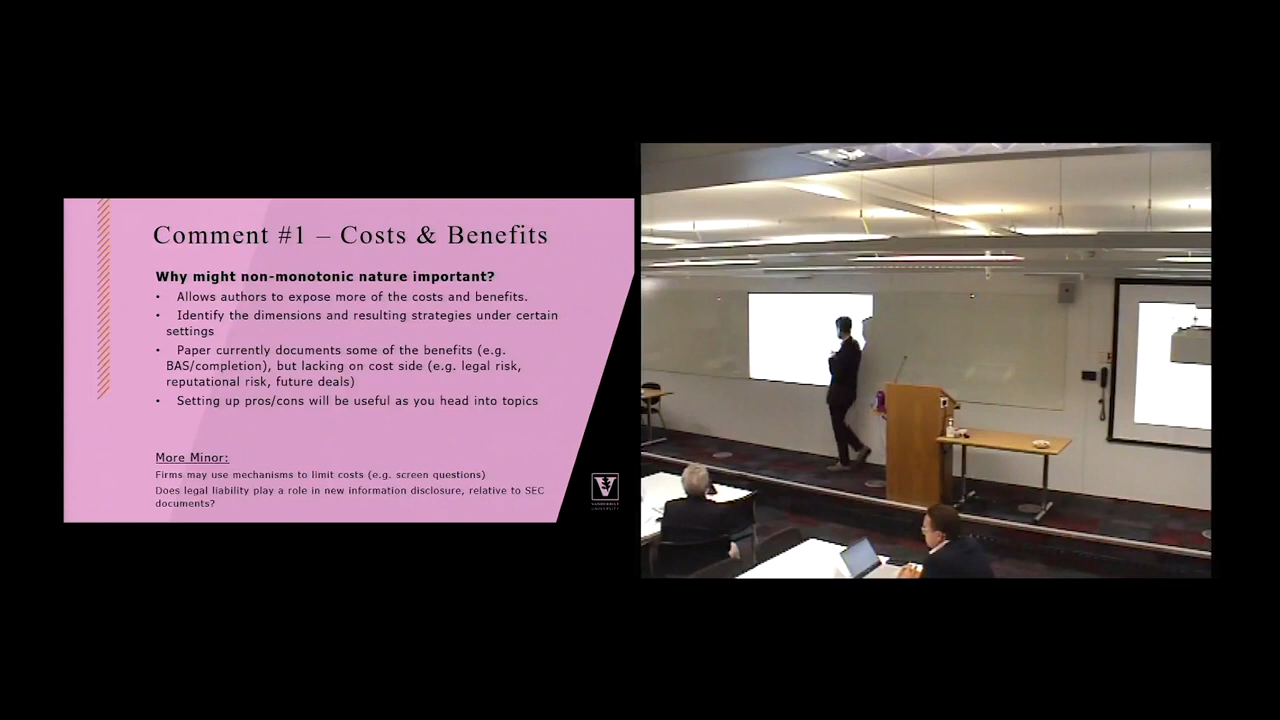 Comment #1 – Costs & Benefits
Why might non-monotonic nature important?
• Allows authors to expose more of the costs and benefits.
• Identify the dimensions and resulting strategies under certain
settings
• Paper currently documents some of the benefits (e.g.
BAS/completion), but lacking on cost side (e.g. legal risk,
reputational risk, future deals)
• Setting up pros/cons will be useful as you head into topics
More Minor:
Firms may use mechanisms to limit costs (e.g. screen questions)
Does legal liability play a role in new information disclosure, relative to SEC
documents?
V
VANDERBILT
UNIVERSITY